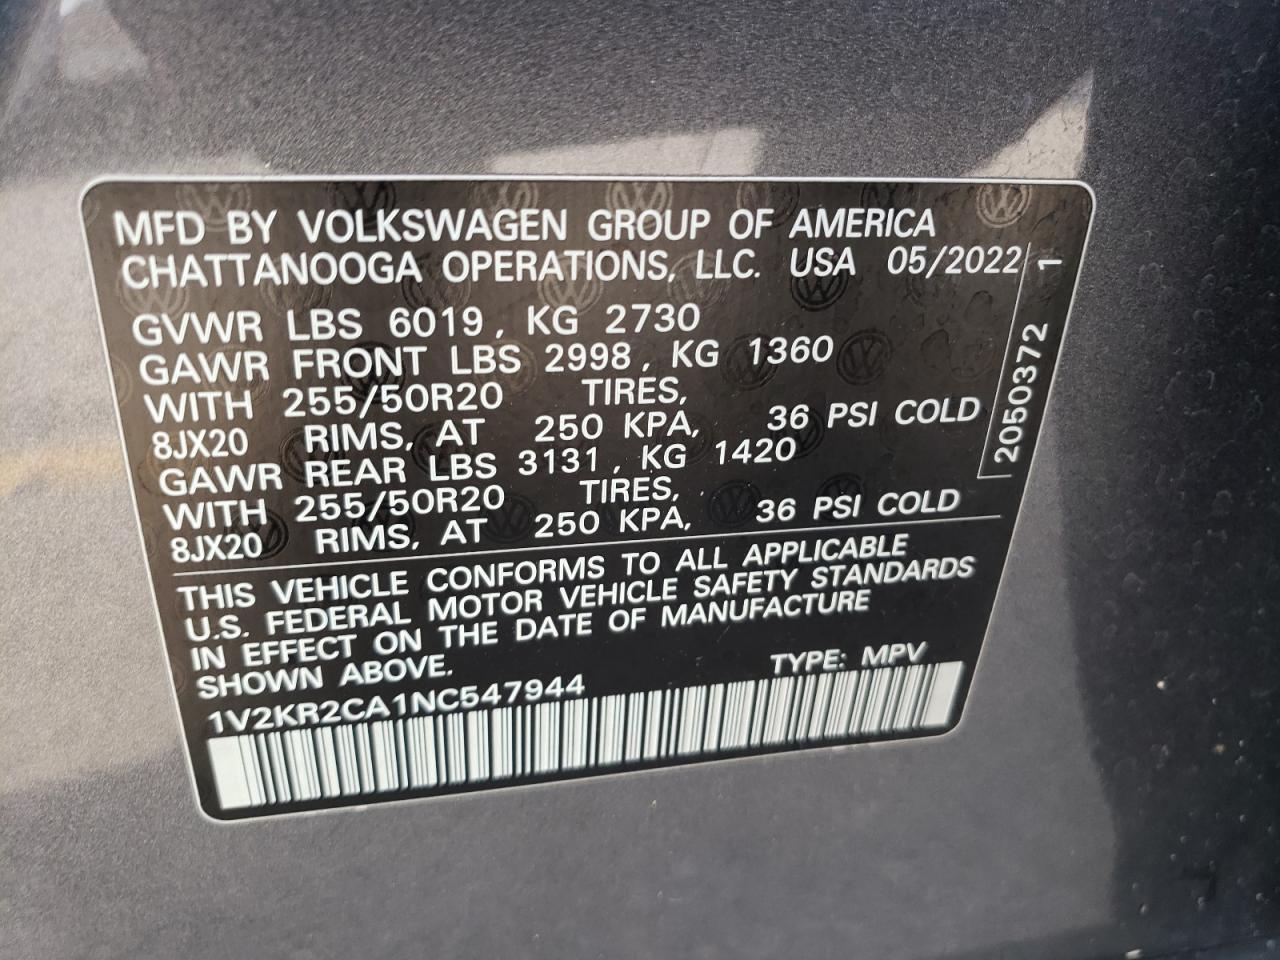 MFD BY VOLKSWAGEN GROUP OF AMERICA
CHATTANOOGA OPERATIONS, LLC. USA 05/2022
GVWR LBS 6019, KG 2730
GAWR FRONT LBS 2998, KG 1360
WITH 255/50R20 TIRES,
8JX20 RIMS, AT 250 KPA, 36 PSI COLD
GAWR REAR LBS 3131, KG 1420
WITH 255/50R20 TIRES,
8JX20 RIMS, AT 250 KPA, 36 PSI COLD
2050372 1
THIS VEHICLE CONFORMS TO ALL APPLICABLE
U.S. FEDERAL MOTOR VEHICLE SAFETY STANDARDS
IN EFFECT ON THE DATE OF MANUFACTURE
SHOWN ABOVE.
TYPE: MPV
1V2KR2CA1NC547944